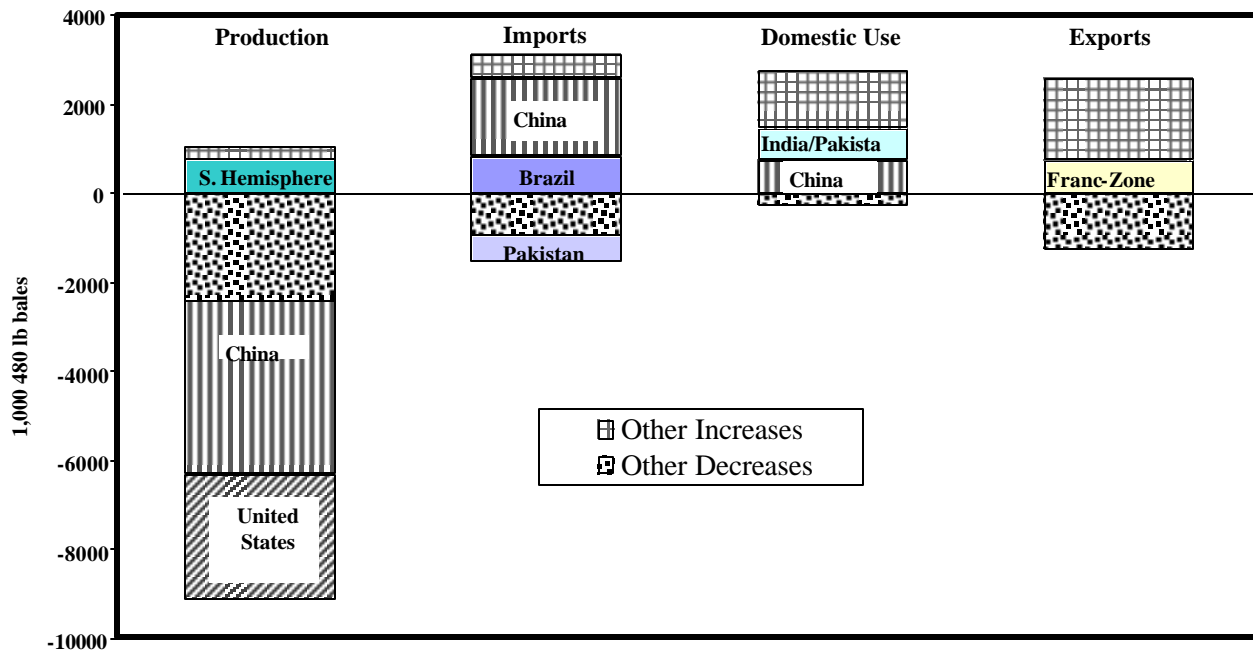 4000
2000
0
-2000
-4000
-6000
-8000
-10000
1,000 480 lb bales
Production
Imports
Domestic Use
Exports
S. Hemisphere
China
United
States
China
Brazil
Pakistan
India/Pakista
China
Franc-Zone
Other Increases
Other Decreases